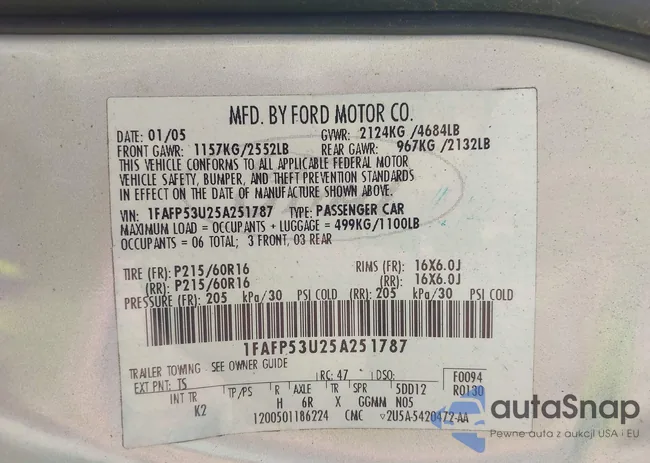 MFD. BY FORD MOTOR CO.
DATE: 01/05 GVWR: 2124KG /4684LB
FRONT GAWR: 1157KG/2552LB REAR GAWR: 967KG/2132LB
THIS VEHICLE CONFORMS TO ALL APPLICABLE FEDERAL MOTOR
VEHICLE SAFETY, BUMPER, AND THEFT PREVENTION STANDARDS
IN EFFECT ON THE DATE OF MANUFACTURE SHOWN ABOVE.
VIN: 1FAFP53U25A251787 TYPE: PASSENGER CAR
MAXIMUM LOAD = OCCUPANTS + LUGGAGE = 499KG/1100LB
OCCUPANTS = 06 TOTAL; 3 FRONT, 03 REAR
TIRE (FR): P215/60R16 RIMS (FR): 16X6.0J
(RR): P215/60R16 (RR): 16X6.0J
PRESSURE (FR): 205 kPa/30 PSI COLD (RR): 205 kPa/30 PSI COLD
1FAFP53U25A251787
TRAILER TOWING - SEE OWNER GUIDE
EXT PNT: TS RC: 47 DSO: F0094
INT TR TP/PS R AXLE TR SPR 5DD12 R0130
K2 H 6R X GGMM N05
1200501186224 CMC 2U5A-5420472-AA
autoSnap
Pewne auta z aukcji USA i EU